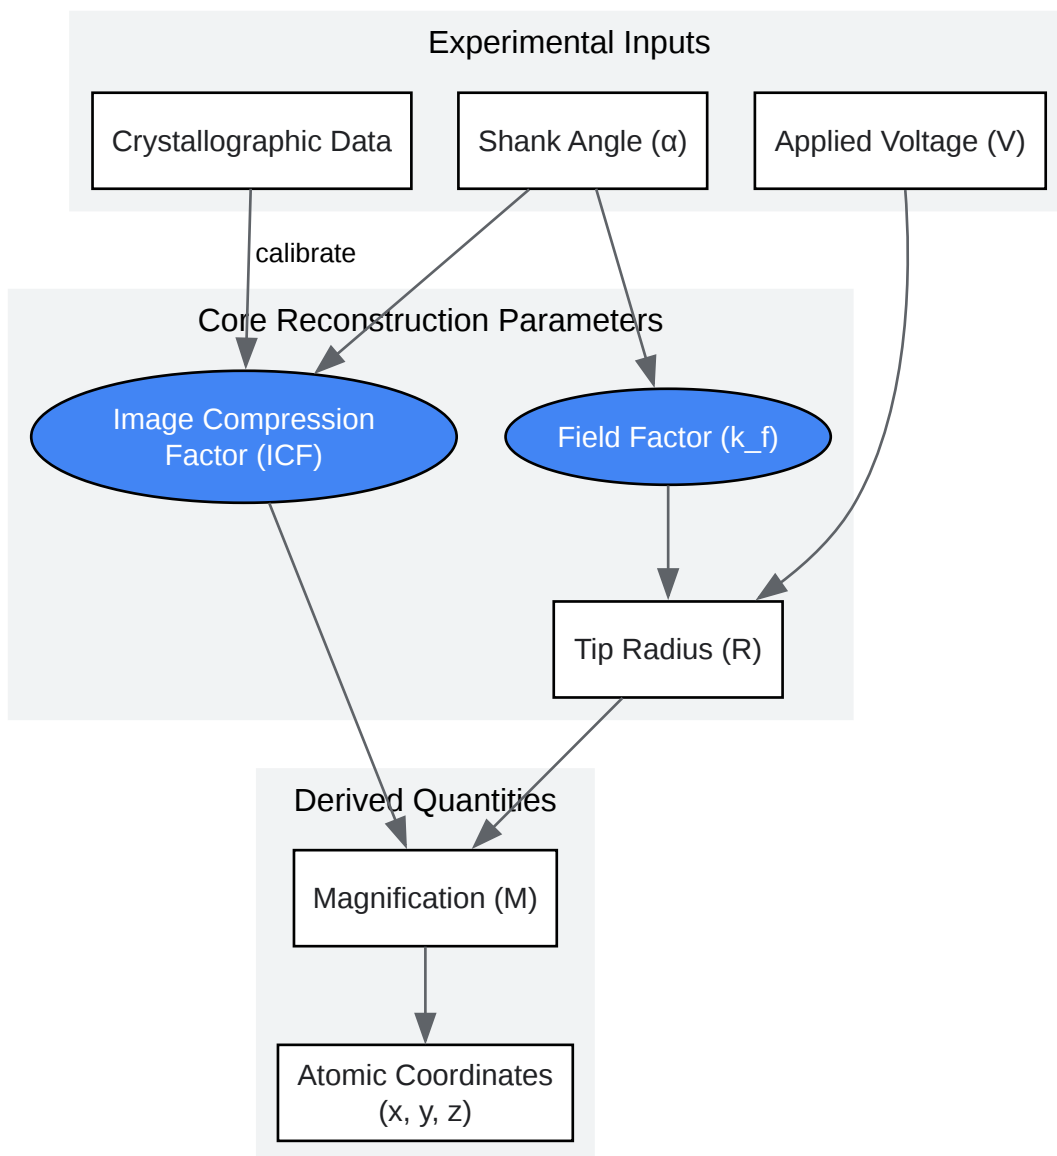 Experimental Inputs
Crystallographic Data
Shank Angle (α)
Applied Voltage (V)
calibrate
Core Reconstruction Parameters
Image Compression
Factor (ICF)
Field Factor (k_f)
Tip Radius (R)
Derived Quantities
Magnification (M)
Atomic Coordinates
(x, y, z)